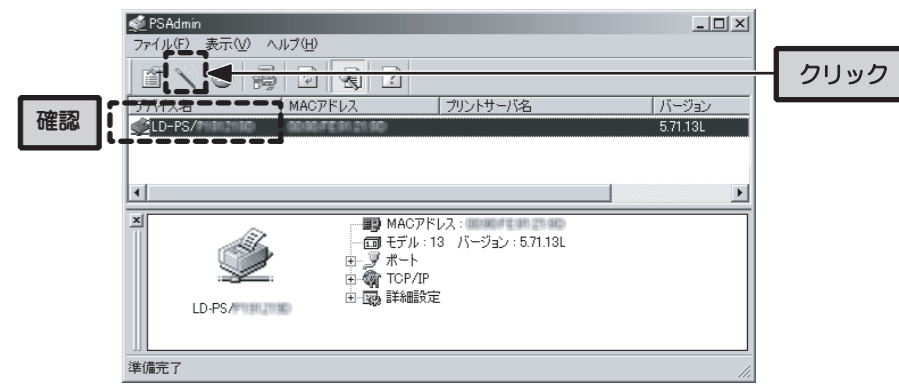 PSAdmin
ファイル(F) 表示(V) ヘルプ(H)
クリック
確認
デバイス名 MACアドレス プリントサーバ名 バージョン
LD-PS/ 5.71.13L
MACアドレス :
モデル : 13 バージョン : 5.71.13L
ポート
TCP/IP
詳細設定
LD-PS/
準備完了